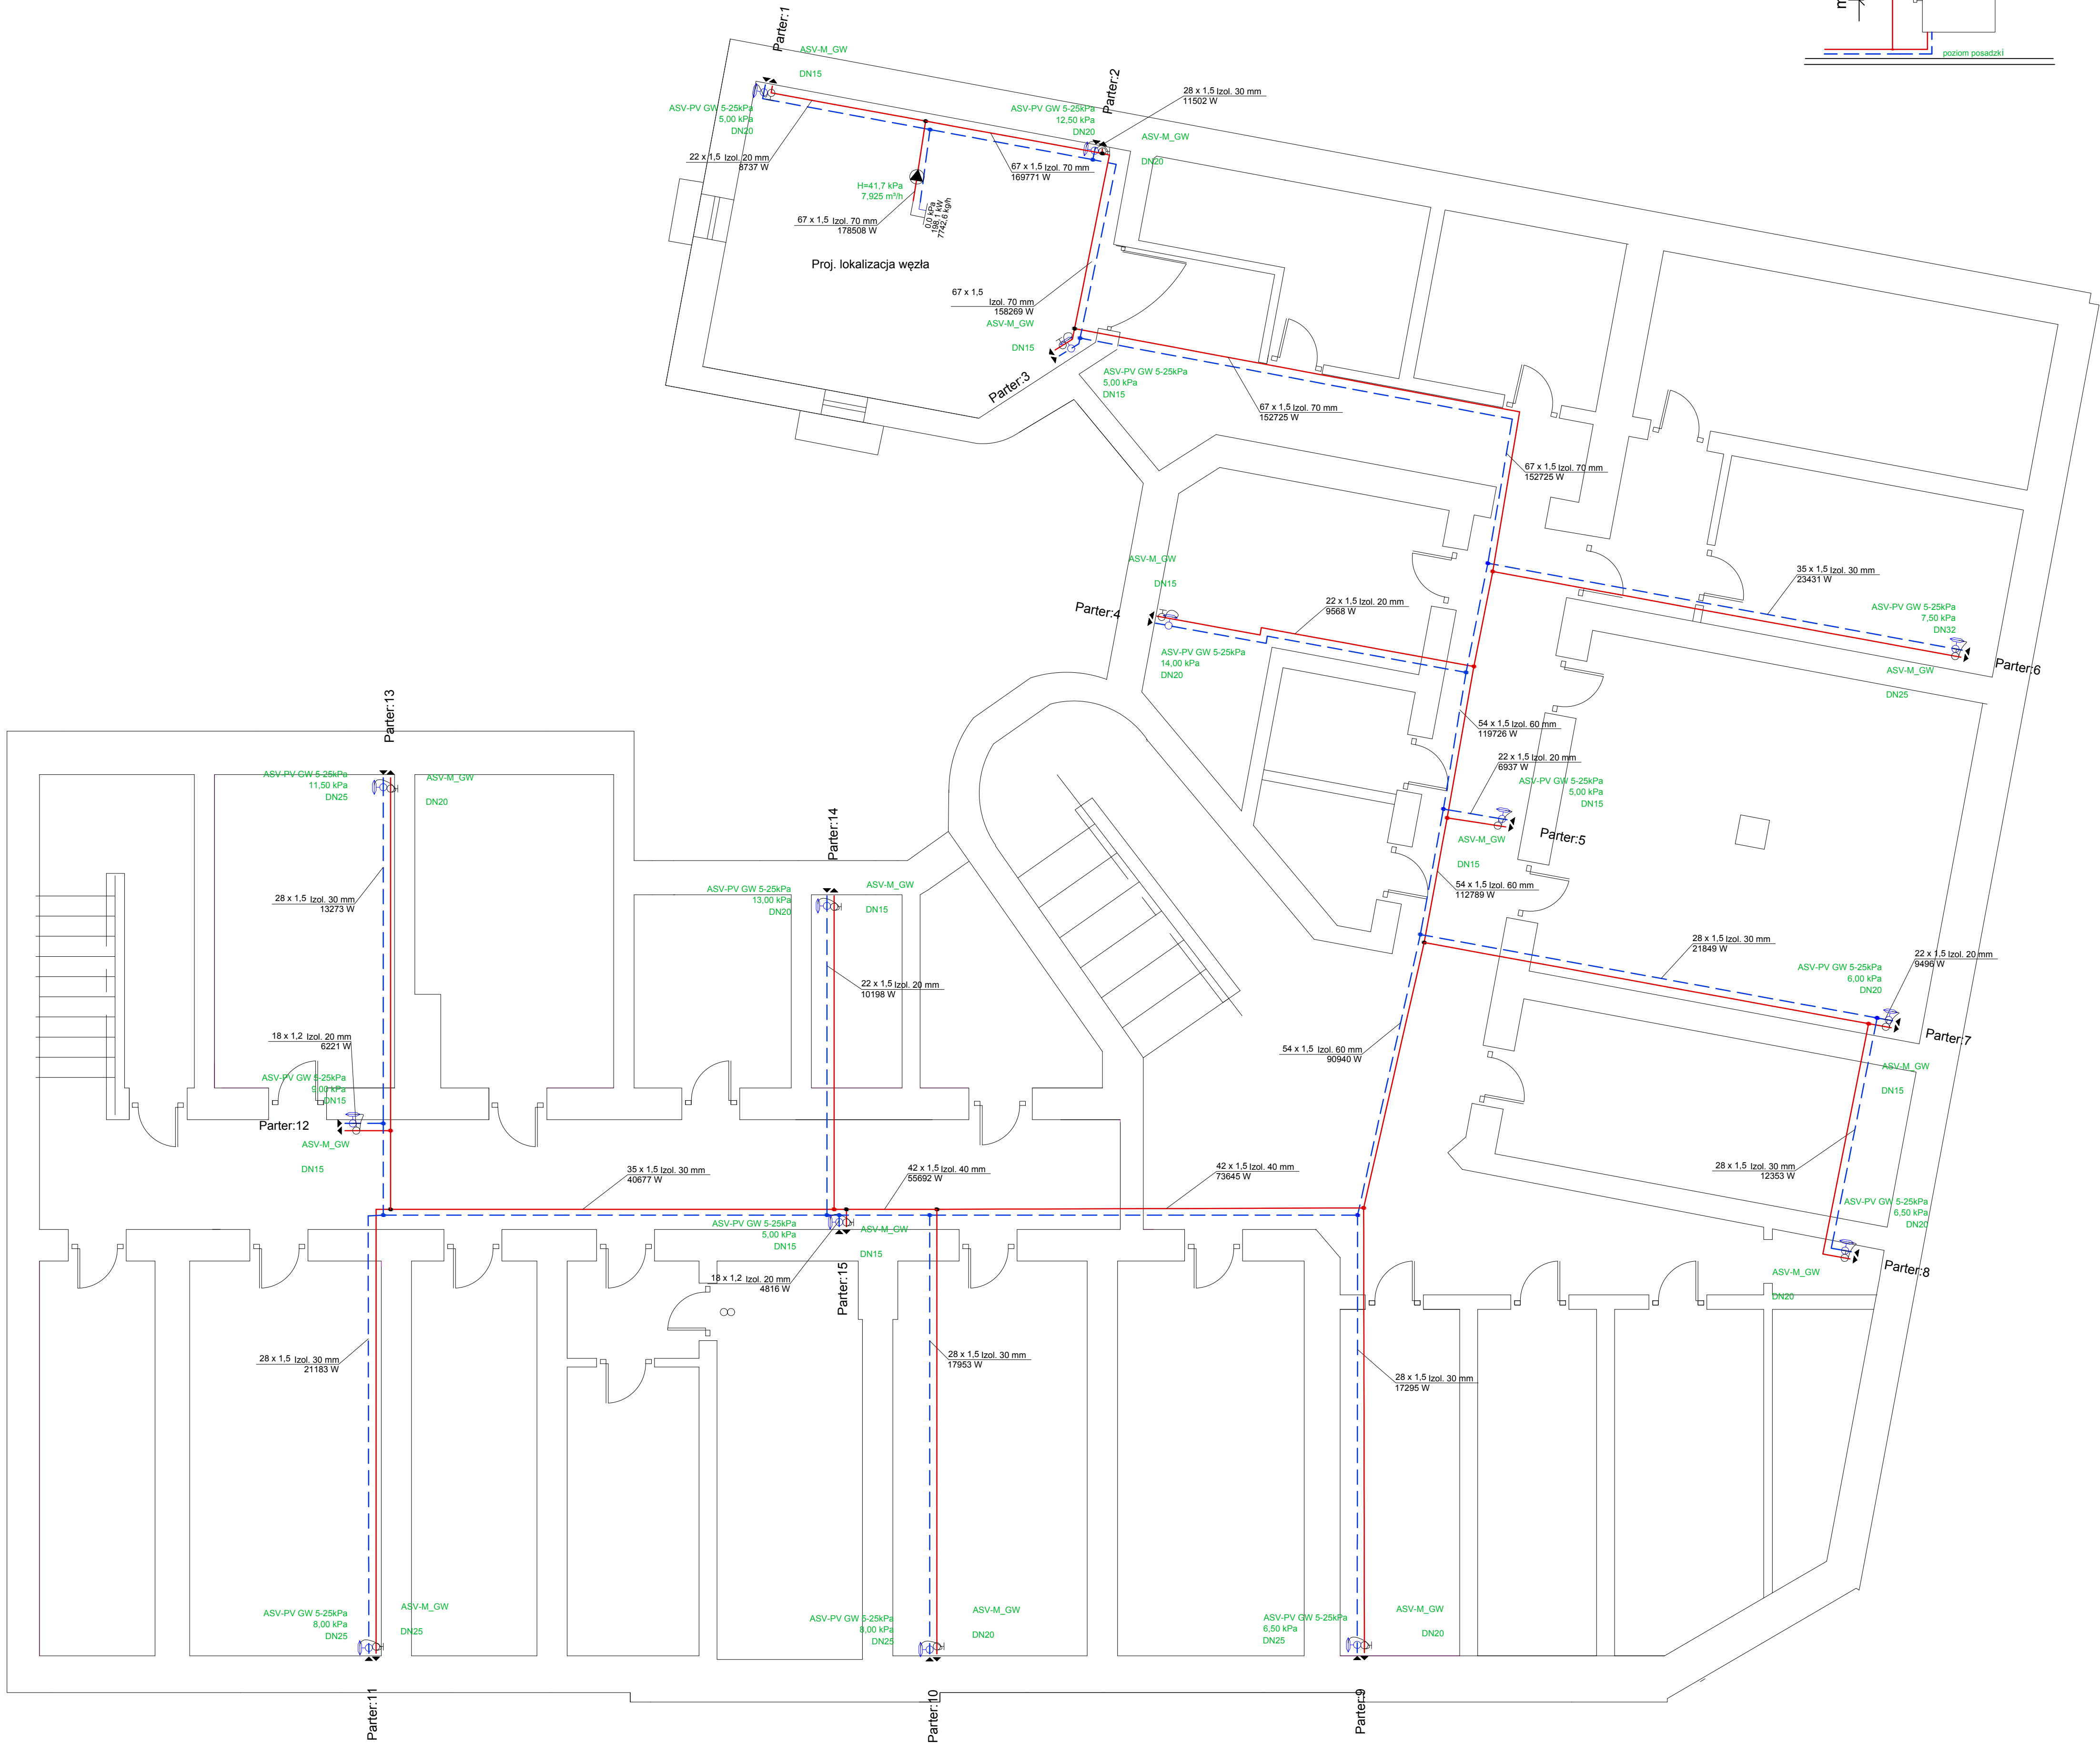 m
poziom posadzki
Parter:1
ASV-M_GW
DN15
ASV-PV GW 5-25kPa
5,00 kPa
DN20
22 x 1,5 Izol. 20 mm
8737 W
Parter:2
28 x 1,5 Izol. 30 mm
11502 W
ASV-PV GW 5-25kPa
12,50 kPa
DN20
ASV-M_GW
DN20
67 x 1,5 Izol. 70 mm
169771 W
H=41,7 kPa
7,925 m³/h
0,0 kPa
198,1 kW
7742,6 kg/h
67 x 1,5 Izol. 70 mm
178508 W
Proj. lokalizacja węzła
67 x 1,5
Izol. 70 mm
158269 W
ASV-M_GW
DN15
Parter:3
ASV-PV GW 5-25kPa
5,00 kPa
DN15
67 x 1,5 Izol. 70 mm
152725 W
67 x 1,5 Izol. 70 mm
152725 W
ASV-M_GW
DN15
Parter:4
22 x 1,5 Izol. 20 mm
9568 W
ASV-PV GW 5-25kPa
14,00 kPa
DN20
35 x 1,5 Izol. 30 mm
23431 W
ASV-PV GW 5-25kPa
7,50 kPa
DN32
Parter:6
ASV-M_GW
DN25
54 x 1,5 Izol. 60 mm
119726 W
22 x 1,5 Izol. 20 mm
6937 W
ASV-PV GW 5-25kPa
5,00 kPa
DN15
Parter:5
ASV-M_GW
DN15
54 x 1,5 Izol. 60 mm
112789 W
Parter:13
ASV-PV GW 5-25kPa
11,50 kPa
DN25
ASV-M_GW
DN20
28 x 1,5 Izol. 30 mm
13273 W
Parter:14
ASV-PV GW 5-25kPa
13,00 kPa
DN20
ASV-M_GW
DN15
22 x 1,5 Izol. 20 mm
10198 W
28 x 1,5 Izol. 30 mm
21849 W
22 x 1,5 Izol. 20 mm
9496 W
ASV-PV GW 5-25kPa
6,00 kPa
DN20
Parter:7
ASV-M_GW
DN15
54 x 1,5 Izol. 60 mm
90940 W
18 x 1,2 Izol. 20 mm
6221 W
ASV-PV GW 5-25kPa
9,00 kPa
DN15
Parter:12
ASV-M_GW
DN15
35 x 1,5 Izol. 30 mm
40677 W
42 x 1,5 Izol. 40 mm
55692 W
42 x 1,5 Izol. 40 mm
73645 W
28 x 1,5 Izol. 30 mm
12353 W
ASV-PV GW 5-25kPa
6,50 kPa
DN20
Parter:8
ASV-M_GW
DN20
ASV-PV GW 5-25kPa
5,00 kPa
DN15
ASV-M_GW
DN15
18 x 1,2 Izol. 20 mm
4816 W
Parter:15
28 x 1,5 Izol. 30 mm
21183 W
28 x 1,5 Izol. 30 mm
17953 W
28 x 1,5 Izol. 30 mm
17295 W
ASV-PV GW 5-25kPa
8,00 kPa
DN25
ASV-M_GW
DN25
Parter:11
ASV-PV GW 5-25kPa
8,00 kPa
DN25
ASV-M_GW
DN20
Parter:10
ASV-PV GW 5-25kPa
6,50 kPa
DN25
ASV-M_GW
DN20
Parter:9